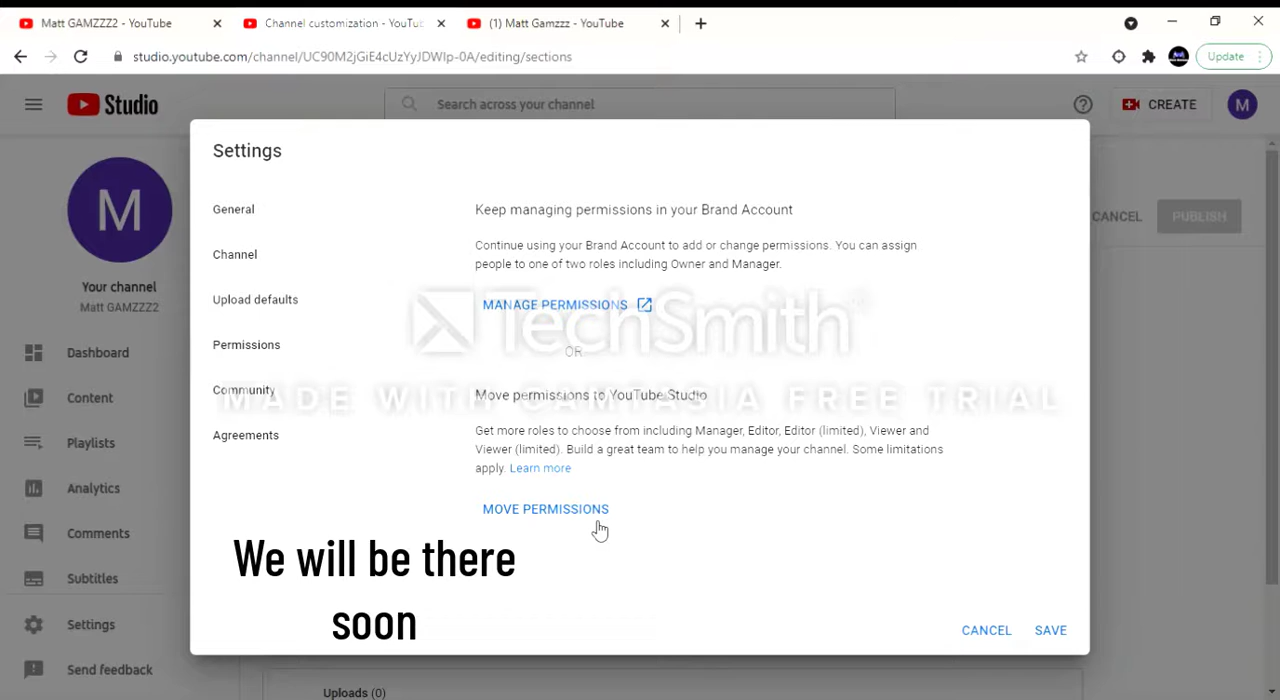 Matt GAMZZZ2 - YouTube
Channel customization - YouTu
(1) Matt Gamzzz - YouTube
studio.youtube.com/channel/UC90M2jGiE4cUzYyJDWIp-0A/editing/sections
Update
Studio
Search across your channel
CREATE
M
M
Your channel
Matt GAMZZZ2
Dashboard
Content
Playlists
Analytics
Comments
Subtitles
Settings
Send feedback
CANCEL
PUBLISH
Settings
General
Channel
Upload defaults
Permissions
Community
Agreements
Keep managing permissions in your Brand Account
Continue using your Brand Account to add or change permissions. You can assign
people to one of two roles including Owner and Manager.
MANAGE PERMISSIONS
OR
Move permissions to YouTube Studio
Get more roles to choose from including Manager, Editor, Editor (limited), Viewer and
Viewer (limited). Build a great team to help you manage your channel. Some limitations
apply. Learn more
MOVE PERMISSIONS
TechSmith
MADE WITH CAMTASIA FREE TRIAL
We will be there
soon
CANCEL
SAVE
Uploads (0)